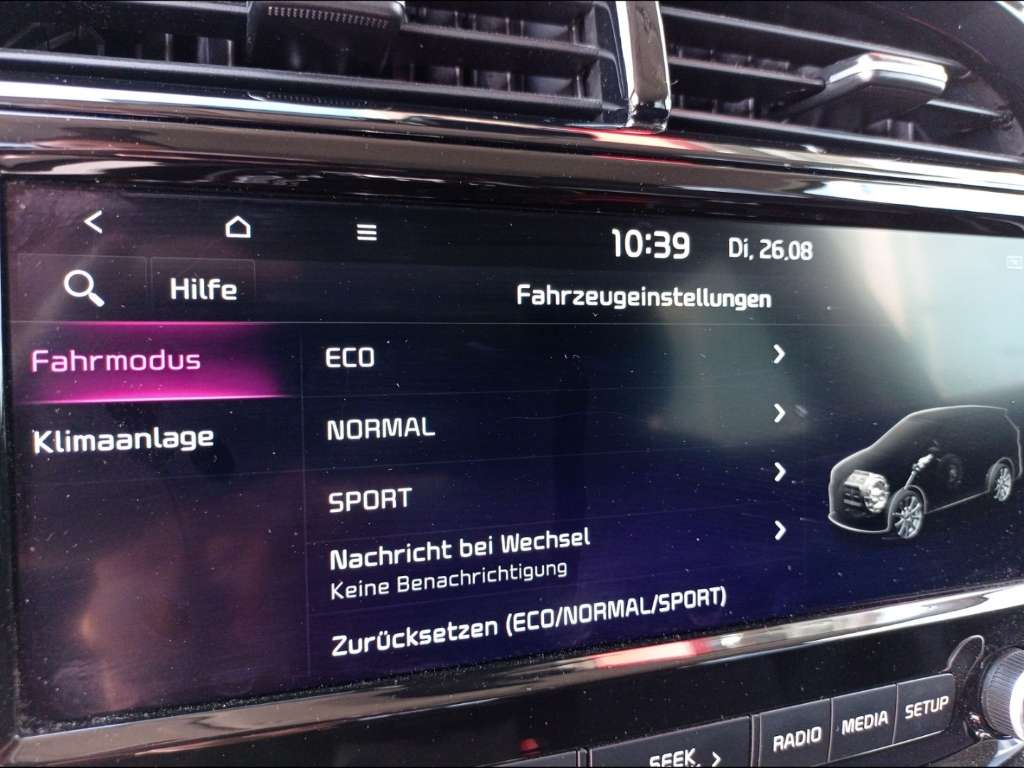 10:39 Di, 26.08
Hilfe
Fahrzeugeinstellungen
Fahrmodus
Klimaanlage
ECO
NORMAL
SPORT
Nachricht bei Wechsel
Keine Benachrichtigung
Zurücksetzen (ECO/NORMAL/SPORT)
SEEK
RADIO
MEDIA
SETUP